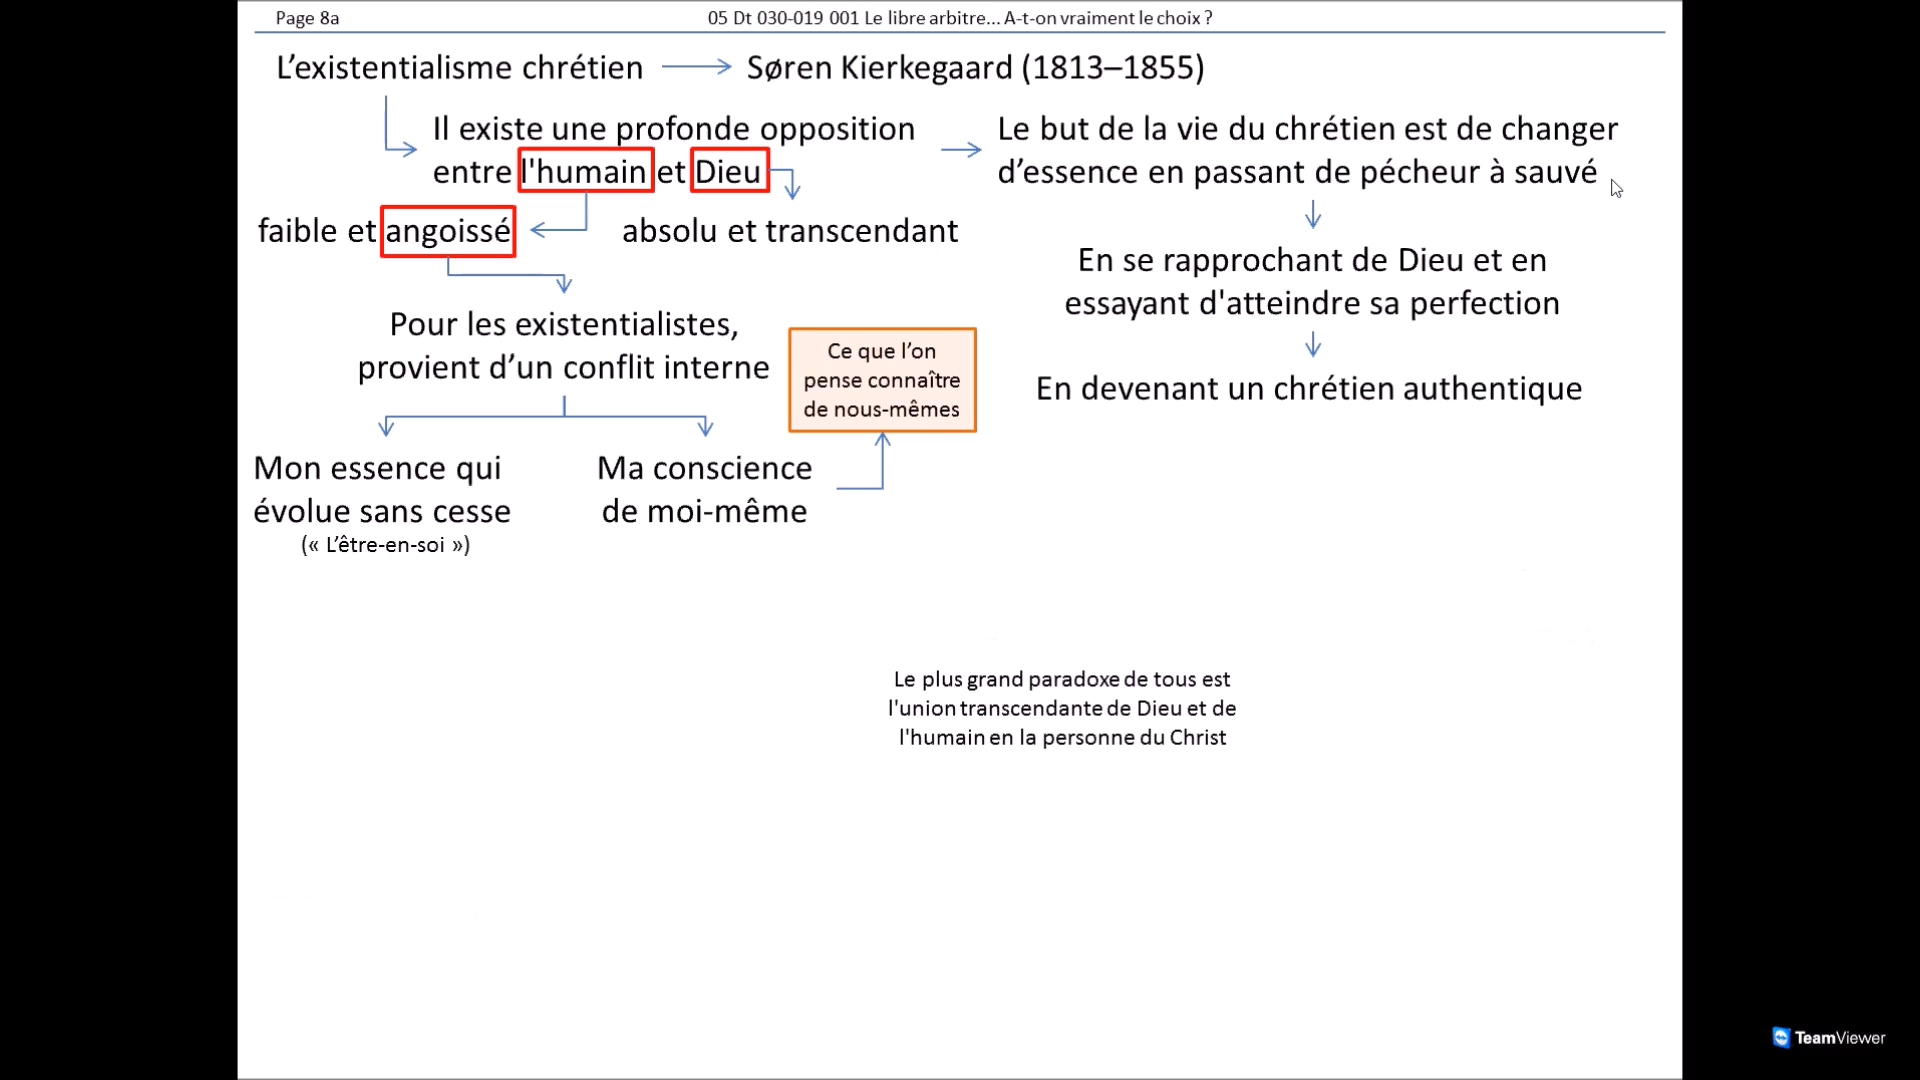 Page 8a
05 Dt 030-019 001 Le libre arbitre... A-t-on vraiment le choix ?
L’existentialisme chrétien
Søren Kierkegaard (1813–1855)
Il existe une profonde opposition
entre l'humain et Dieu
Le but de la vie du chrétien est de changer
d’essence en passant de pécheur à sauvé
faible et angoissé
absolu et transcendant
En se rapprochant de Dieu et en
essayant d'atteindre sa perfection
Pour les existentialistes,
provient d’un conflit interne
Ce que l’on
pense connaître
de nous-mêmes
En devenant un chrétien authentique
Mon essence qui
évolue sans cesse
(« L’être-en-soi »)
Ma conscience
de moi-même
Le plus grand paradoxe de tous est
l'union transcendante de Dieu et de
l'humain en la personne du Christ
TeamViewer